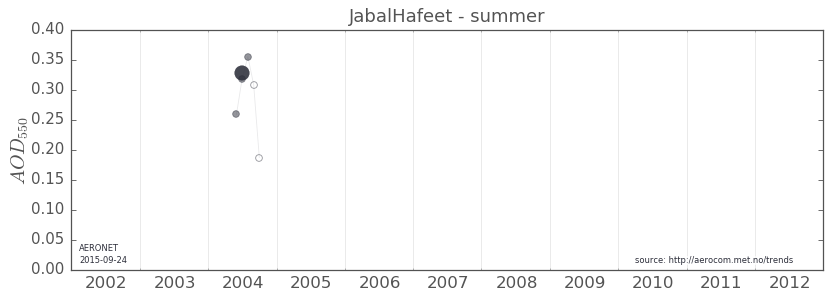 JabalHafeet - summer
0.40
0.35
0.30
0.25
0.20
0.15
0.10
0.05
0.00
AOD550
AERONET
2015-09-24
source: http://aerocom.met.no/trends
2002 2003 2004 2005 2006 2007 2008 2009 2010 2011 2012